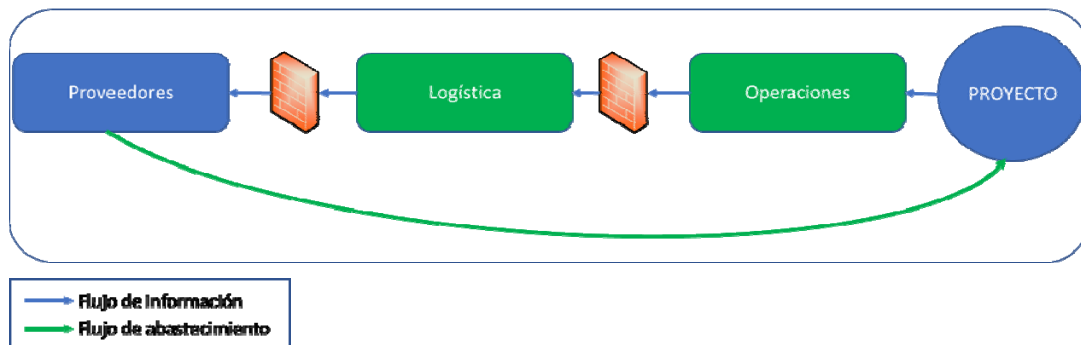 Proveedores
Logística
Operaciones
PROYECTO
Flujo de información
Flujo de abastecimiento